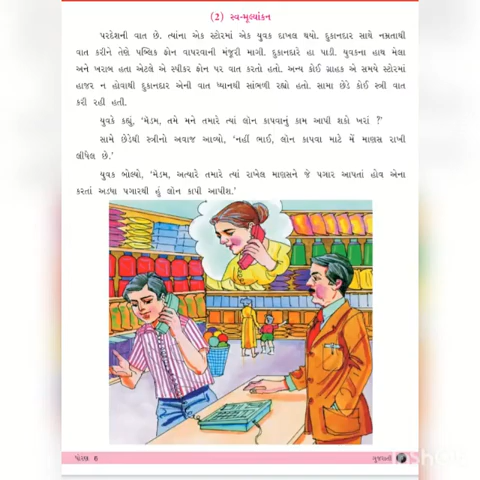 (2) સ્વ-મૂલ્યાંકન
પરદેશની વાત છે. ત્યાંના એક સ્ટોરમાં એક યુવક દાખલ થયો. દુકાનદાર સાથે નમ્રતાથી
વાત કરીને તેણે પબ્લિક ફોન વાપરવાની મંજૂરી માગી. દુકાનદારે હા પાડી. યુવકના હાથ મેલા
અને ખરાબ હતા એટલે એ સ્પીકર ફોન પર વાત કરતો હતો. અન્ય કોઈ ગ્રાહક એ સમયે સ્ટોરમાં
હાજર ન હોવાથી દુકાનદાર એની વાત ધ્યાનથી સાંભળી રહ્યો હતો. સામા છેડે કોઈ સ્ત્રી વાત
કરી રહી હતી.
યુવકે કહ્યું, ‘મેડમ, તમે મને તમારે ત્યાં લૉન કાપવાનું કામ આપી શકો ખરાં ?’
સામે છેડેથી સ્ત્રીનો અવાજ આવ્યો, ‘નહીં ભાઈ, લૉન કાપવા માટે મેં માણસ રાખી
લીધેલ છે.’
યુવક બોલ્યો, ‘મેડમ, અત્યારે તમારે ત્યાં રાખેલ માણસને જે પગાર આપતાં હોવ એના
કરતાં અડધા પગારથી હું લૉન કાપી આપીશ.’
ધોરણ 6
ગુજરાતી